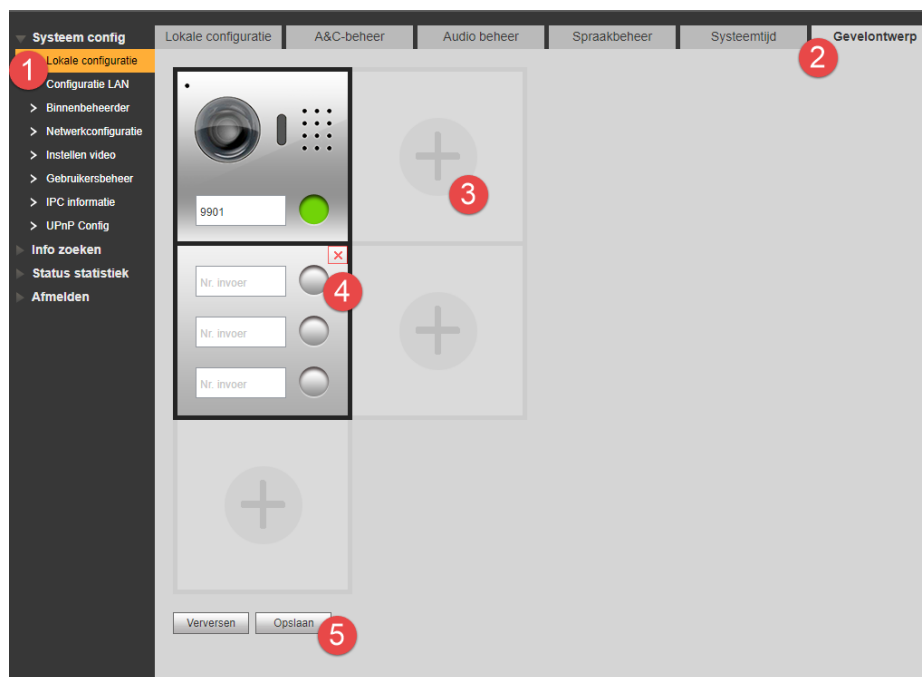 Systeem config
Lokale configuratie
Configuratie LAN
Binnenbeheerder
Netwerkconfiguratie
Instellen video
Gebruikersbeheer
IPC informatie
UPnP Config
Info zoeken
Status statistiek
Afmelden
1
Lokale configuratie
A&C-beheer
Audio beheer
Spraakbeheer
Systeemtijd
Gevelontwerp
2
3
9901
Nr. invoer
4
Nr. invoer
Nr. invoer
Verversen
Opslaan
5